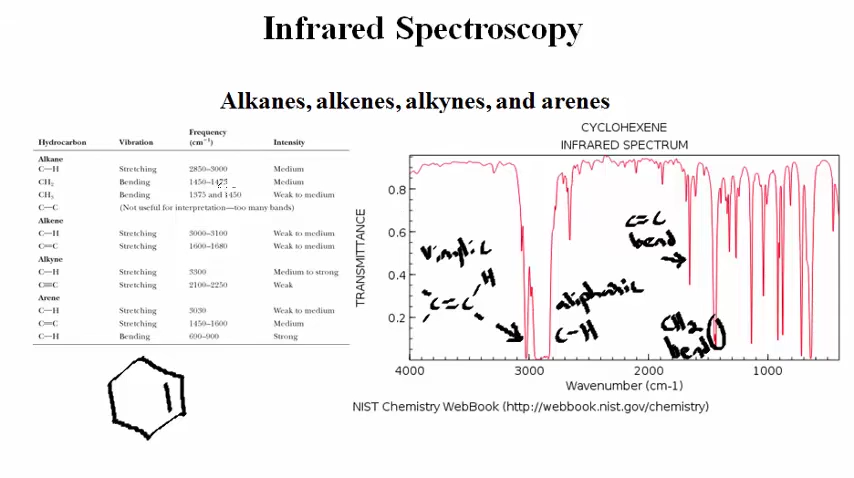 Infrared Spectroscopy
Alkanes, alkenes, alkynes, and arenes
Hydrocarbon Vibration Frequency (cm⁻¹) Intensity
Alkane
C—H Stretching 2850–3000 Medium
CH₂ Bending 1450–1475 Medium
CH₃ Bending 1375 and 1450 Weak to medium
C—C (Not useful for interpretation—too many bands)
Alkene
C—H Stretching 3000–3100 Weak to medium
C=C Stretching 1600–1680 Weak to medium
Alkyne
C—H Stretching 3300 Medium to strong
C≡C Stretching 2100–2250 Weak
Arene
C—H Stretching 3030 Weak to medium
C=C Stretching 1450–1600 Medium
C—H Bending 690–900 Strong
CYCLOHEXENE
INFRARED SPECTRUM
TRANSMITTANCE
0.8
0.6
0.4
0.2
Vinylic
H
C=C
aliphatic
C-H
C=C
bend
CH2
bend
4000 3000 2000 1000
Wavenumber (cm-1)
NIST Chemistry WebBook (http://webbook.nist.gov/chemistry)